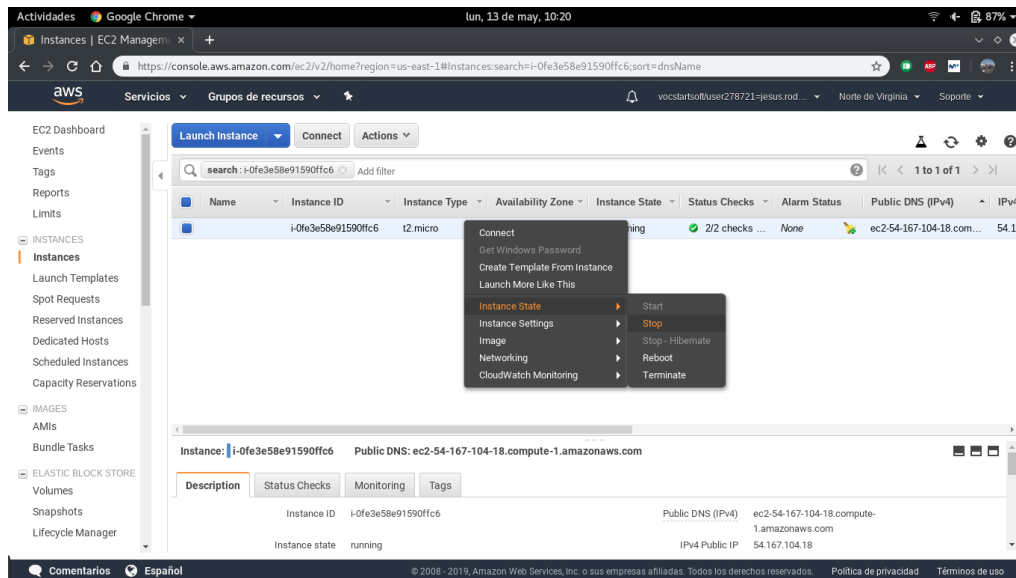 Actividades Google Chrome lun, 13 de may, 10:20 87%
Instances | EC2 Managem
https://console.aws.amazon.com/ec2/v2/home?region=us-east-1#Instances:search=i-0fe3e58e91590ffc6;sort=dnsName ABP
aws Servicios Grupos de recursos vocstartsoft/user278721=jesus.rod... Norte de Virginia Soporte
EC2 Dashboard
Events
Tags
Reports
Limits
INSTANCES
Instances
Launch Templates
Spot Requests
Reserved Instances
Dedicated Hosts
Scheduled Instances
Capacity Reservations
IMAGES
AMIs
Bundle Tasks
ELASTIC BLOCK STORE
Volumes
Snapshots
Lifecycle Manager
Launch Instance Connect Actions
search : i-0fe3e58e91590ffc6 Add filter 1 to 1 of 1
Name Instance ID Instance Type Availability Zone Instance State Status Checks Alarm Status Public DNS (IPv4) IPv4
i-0fe3e58e91590ffc6 t2.micro ning 2/2 checks ... None ec2-54-167-104-18.com... 54.1
Connect
Get Windows Password
Create Template From Instance
Launch More Like This
Instance State
Instance Settings
Image
Networking
CloudWatch Monitoring
Start
Stop
Stop - Hibernate
Reboot
Terminate
Instance: i-0fe3e58e91590ffc6 Public DNS: ec2-54-167-104-18.compute-1.amazonaws.com
Description Status Checks Monitoring Tags
Instance ID i-0fe3e58e91590ffc6 Public DNS (IPv4) ec2-54-167-104-18.compute-
1.amazonaws.com
Instance state running IPv4 Public IP 54.167.104.18
Comentarios Español © 2008 - 2019, Amazon Web Services, Inc. o sus empresas afiliadas. Todos los derechos reservados. Política de privacidad Términos de uso